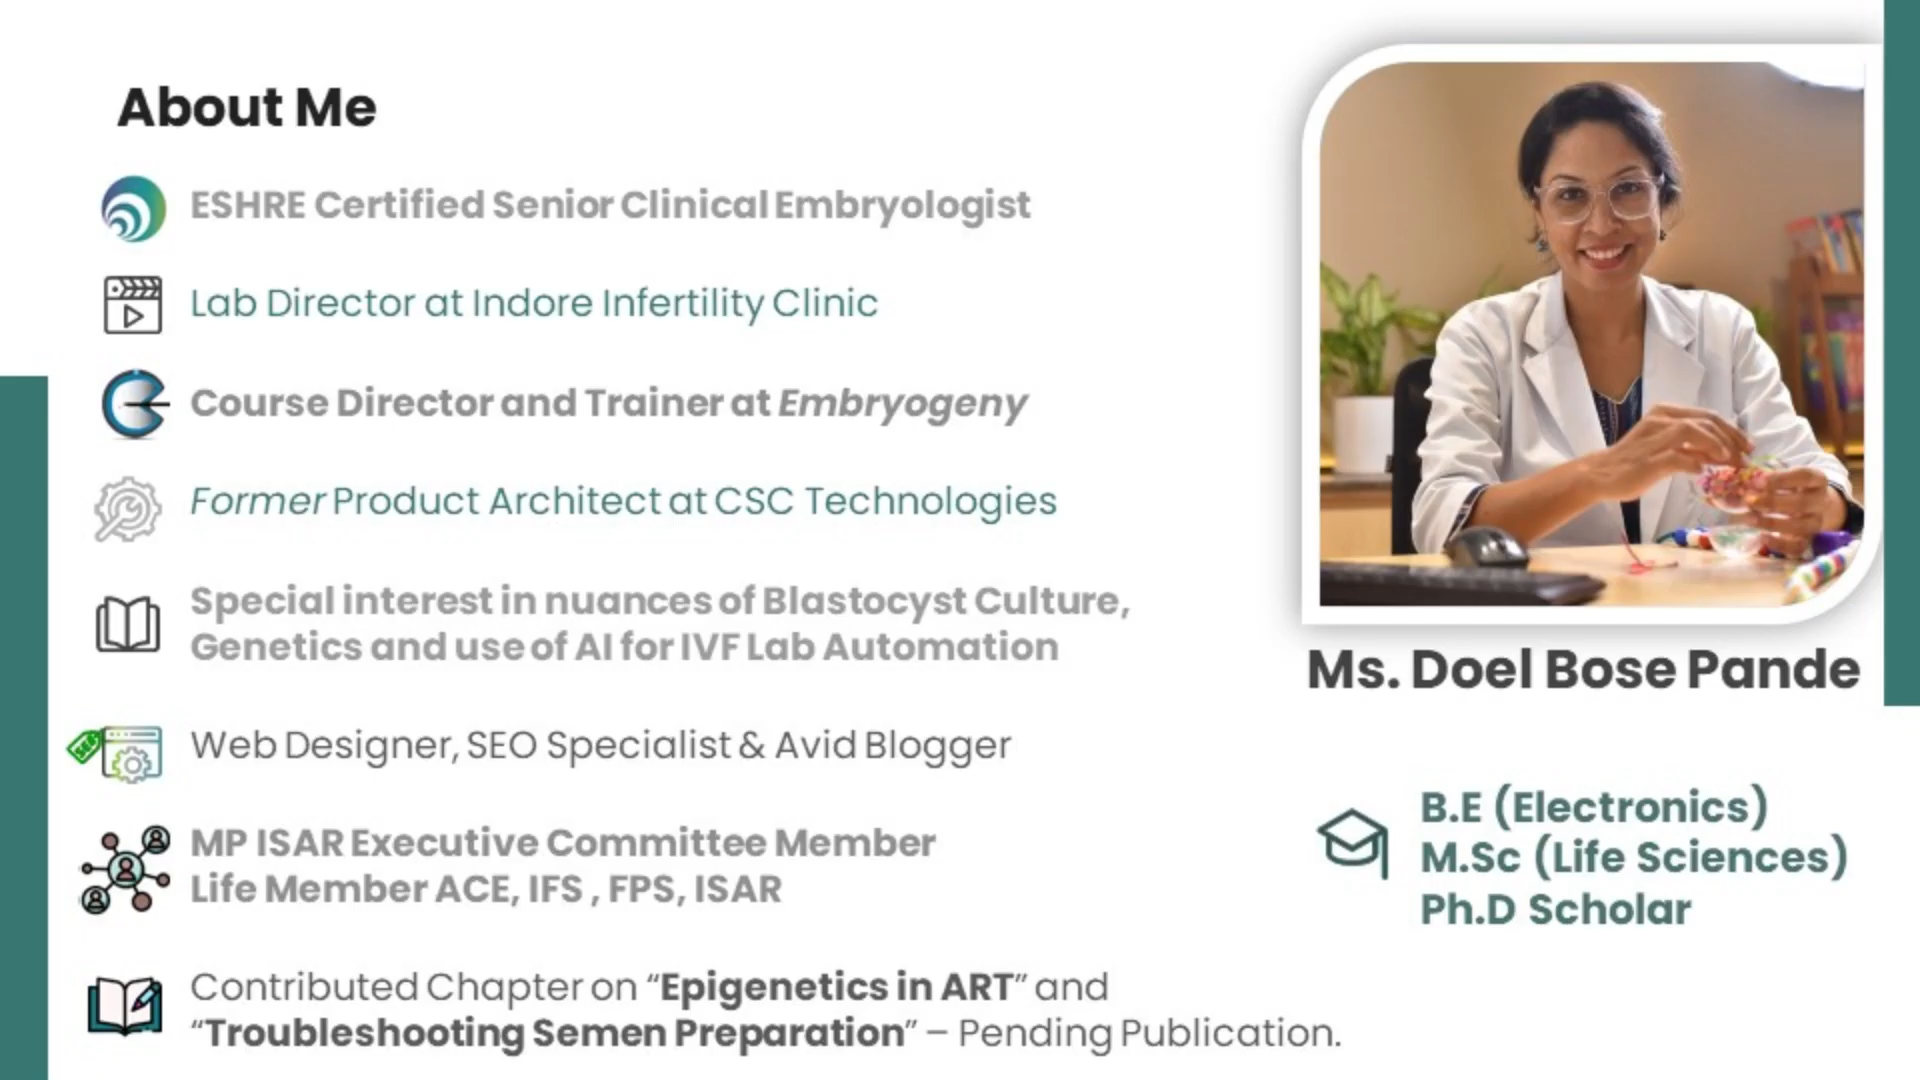 About Me
ESHRE Certified Senior Clinical Embryologist
Lab Director at Indore Infertility Clinic
Course Director and Trainer at Embryogeny
Former Product Architect at CSC Technologies
Special interest in nuances of Blastocyst Culture,
Genetics and use of AI for IVF Lab Automation
Web Designer, SEO Specialist & Avid Blogger
MP ISAR Executive Committee Member
Life Member ACE, IFS , FPS, ISAR
Contributed Chapter on “Epigenetics in ART” and
“Troubleshooting Semen Preparation” – Pending Publication.
Ms. Doel Bose Pande
B.E (Electronics)
M.Sc (Life Sciences)
Ph.D Scholar
SEO